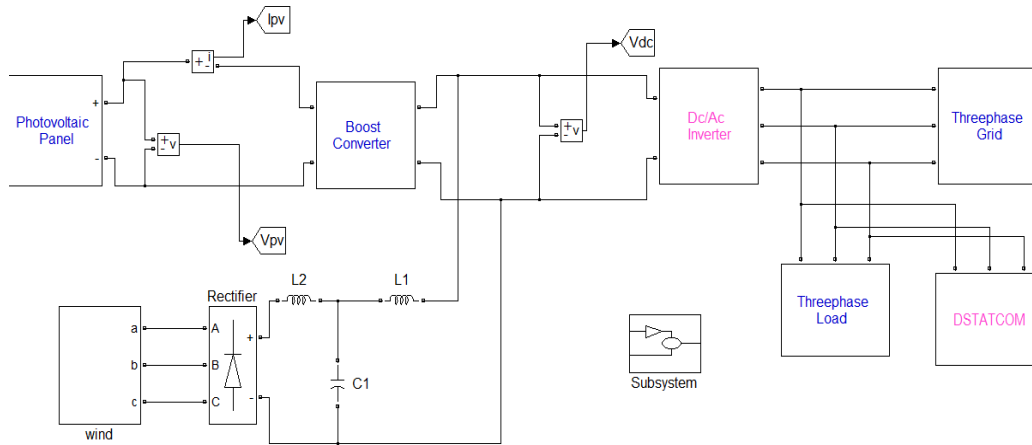 Ipv
Vdc
+ i
-
Photovoltaic
Panel
+
-
+
- v
Boost
Converter
+
- v
Dc/Ac
Inverter
Threephase
Grid
Vpv
L2
L1
Rectifier
Threephase
Load
DSTATCOM
a
b
c
A
B
C
+
-
C1
wind
Subsystem